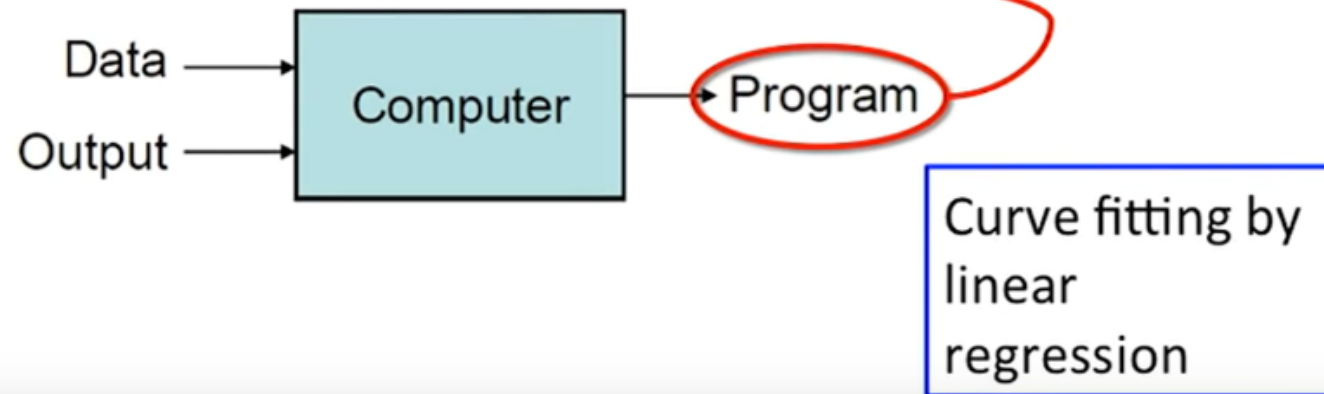 Data
Computer
Program
Output
Curve fitting by
linear
regression